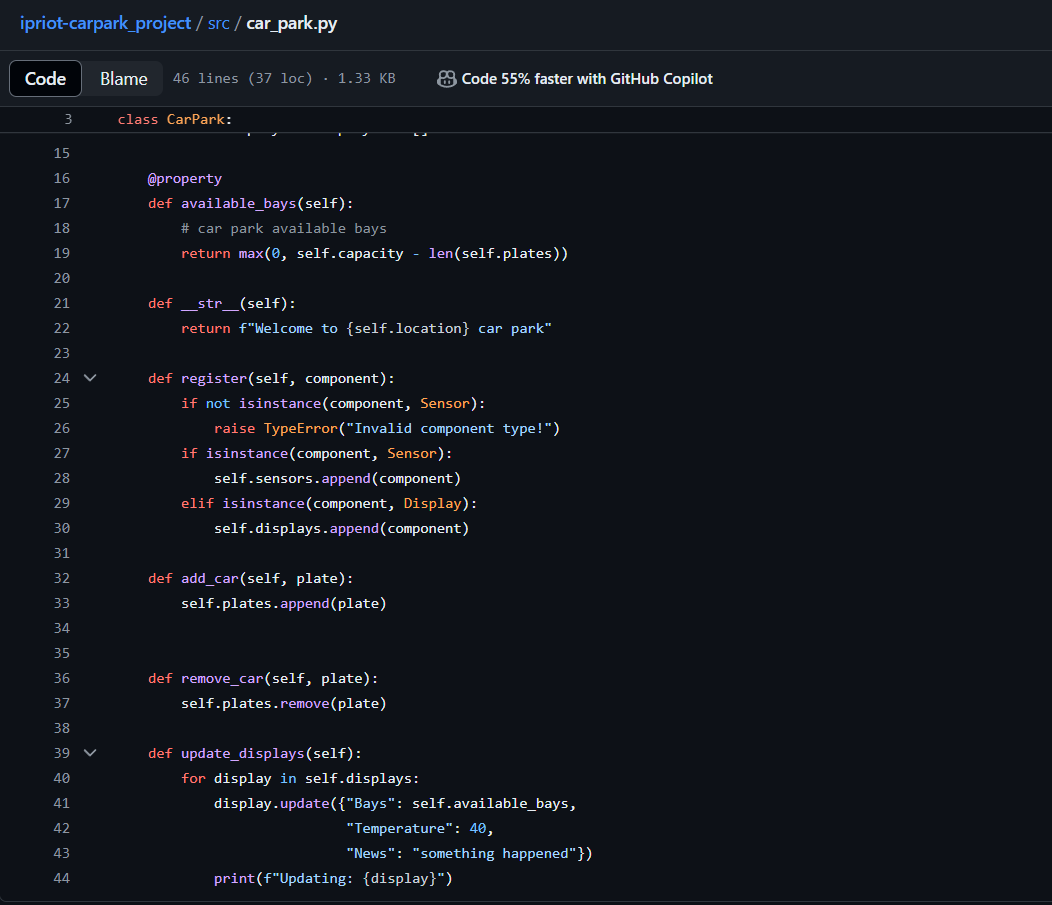 ipriot-carpark_project / src / car_park.py
Code Blame 46 lines (37 loc) · 1.33 KB Code 55% faster with GitHub Copilot
3 class CarPark:
15
16     @property
17     def available_bays(self):
18         # car park available bays
19         return max(0, self.capacity - len(self.plates))
20
21     def __str__(self):
22         return f"Welcome to {self.location} car park"
23
24     def register(self, component):
25         if not isinstance(component, Sensor):
26             raise TypeError("Invalid component type!")
27         if isinstance(component, Sensor):
28             self.sensors.append(component)
29         elif isinstance(component, Display):
30             self.displays.append(component)
31
32     def add_car(self, plate):
33         self.plates.append(plate)
34
35
36     def remove_car(self, plate):
37         self.plates.remove(plate)
38
39     def update_displays(self):
40         for display in self.displays:
41             display.update({"Bays": self.available_bays,
42                             "Temperature": 40,
43                             "News": "something happened"})
44             print(f"Updating: {display}")